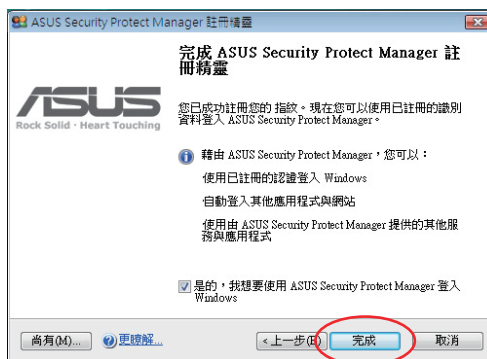 ASUS Security Protect Manager 註冊精靈
完成 ASUS Security Protect Manager 註
冊精靈
ASUS
Rock Solid · Heart Touching
您已成功註冊您的 指紋。現在您可以使用已註冊的識別
資料登入 ASUS Security Protect Manager。
藉由 ASUS Security Protect Manager，您可以：
使用已註冊的認證登入 Windows
自動登入其他應用程式與網站
使用由 ASUS Security Protect Manager 提供的其他服
務與應用程式
是的，我想要使用 ASUS Security Protect Manager 登入
Windows
尚有(M)...
更瞭解...
<上一步(B)
完成
取消